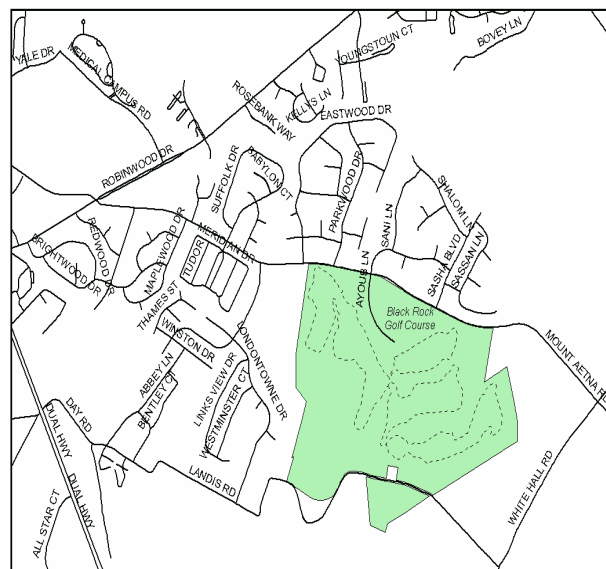 YALE DR
MEDICAL CAMPUS RD
YOUNGSTOUN CT
BOVEY LN
ROSEBANK WAY
KELLYS LN
EASTWOOD DR
ROBINWOOD DR
SUFFOLK DR
BABYLON CT
PARKWOOD DR
SHALOM LN
SANI LN
BRIGHTWOOD DR
REDWOOD DR
MAPLEWOOD DR
TUDOR
MERIDIAN DR
AYOUB LN
SASHA BLVD
SASSAN LN
THAMES ST
Black Rock
Golf Course
WINSTON DR
LONDONTOWNE DR
MOUNT AETNA RD
ABBEY LN
BENTLEY CT
LINKS VIEW DR
WESTMINSTER CT
DAY RD
DUAL HWY
LANDIS RD
DUAL HWY
ALL STAR CT
WHITE HALL RD